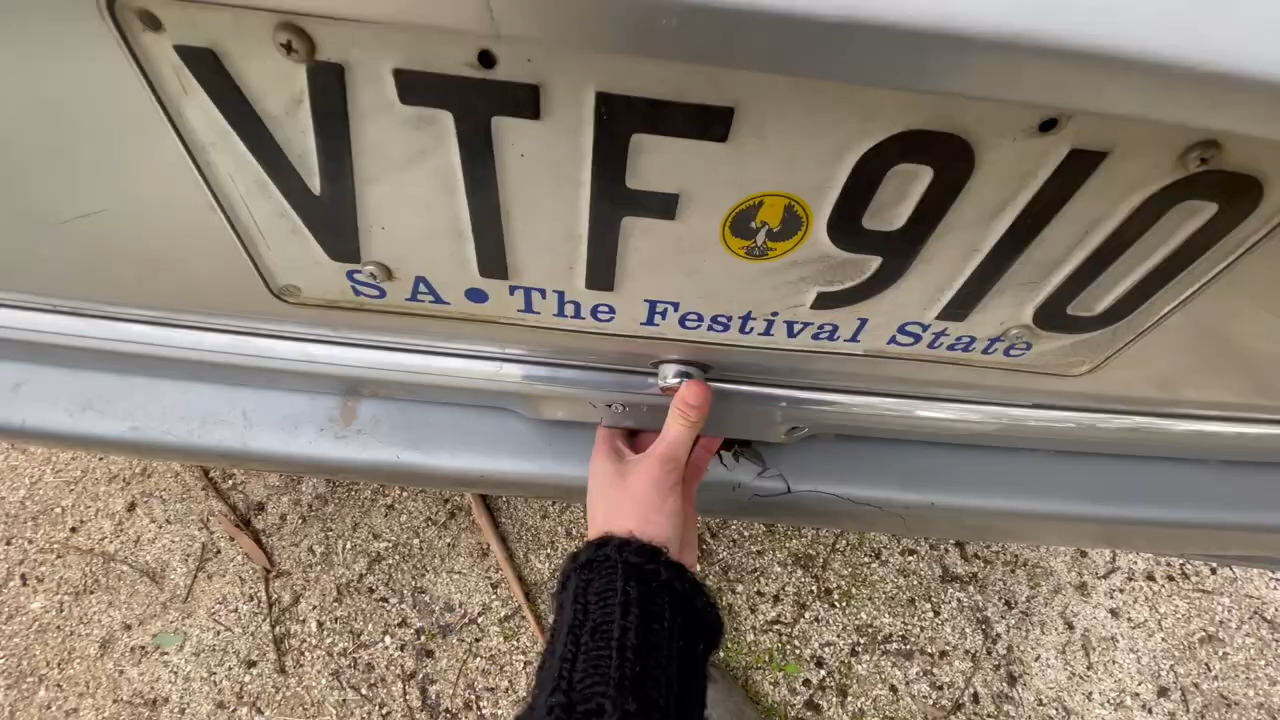 VTF 910
SA • The Festival State